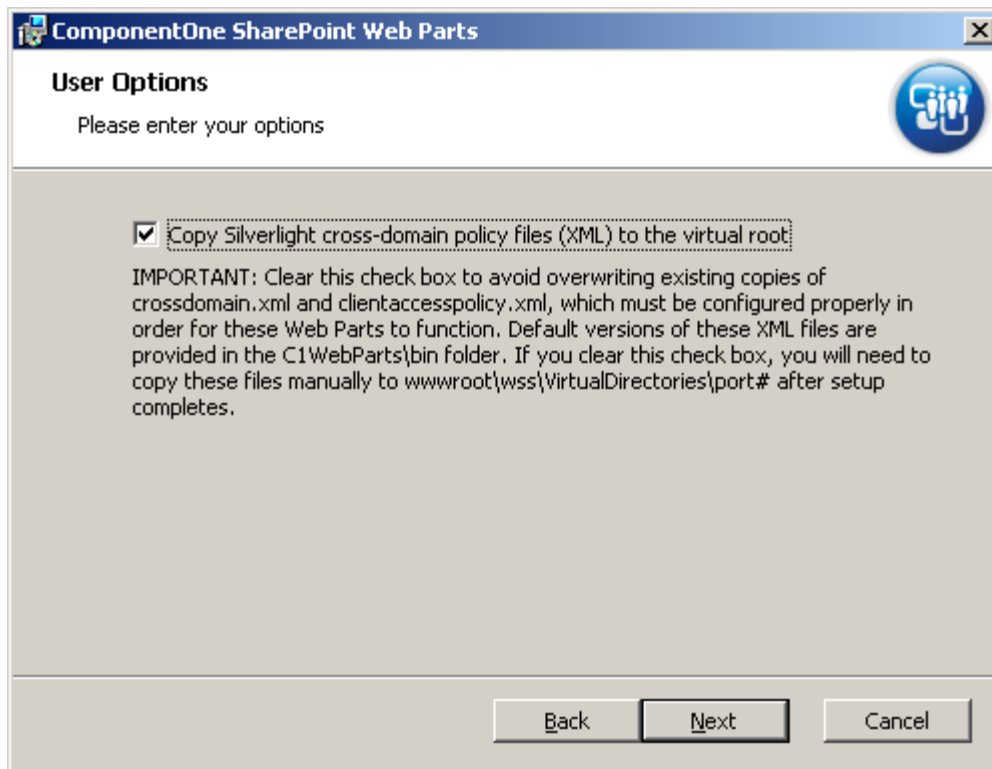 ComponentOne SharePoint Web Parts
User Options
Please enter your options
Copy Silverlight cross-domain policy files (XML) to the virtual root
IMPORTANT: Clear this check box to avoid overwriting existing copies of
crossdomain.xml and clientaccesspolicy.xml, which must be configured properly in
order for these Web Parts to function. Default versions of these XML files are
provided in the C1WebParts\bin folder. If you clear this check box, you will need to
copy these files manually to wwwroot\wss\VirtualDirectories\port# after setup
completes.
Back Next Cancel